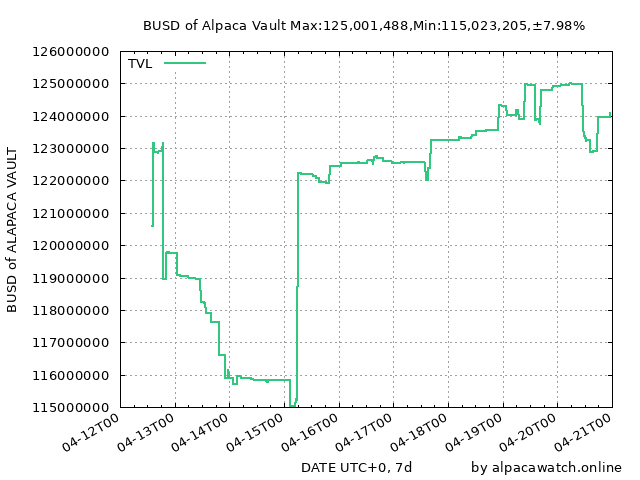 BUSD of Alpaca Vault Max:125,001,488,Min:115,023,205,±7.98%
TVL
126000000
125000000
124000000
123000000
122000000
121000000
120000000
119000000
118000000
117000000
116000000
115000000
BUSD of ALAPACA VAULT
04-12T00
04-13T00
04-14T00
04-15T00
04-16T00
04-17T00
04-18T00
04-19T00
04-20T00
04-21T00
DATE UTC+0, 7d
by alpacawatch.online